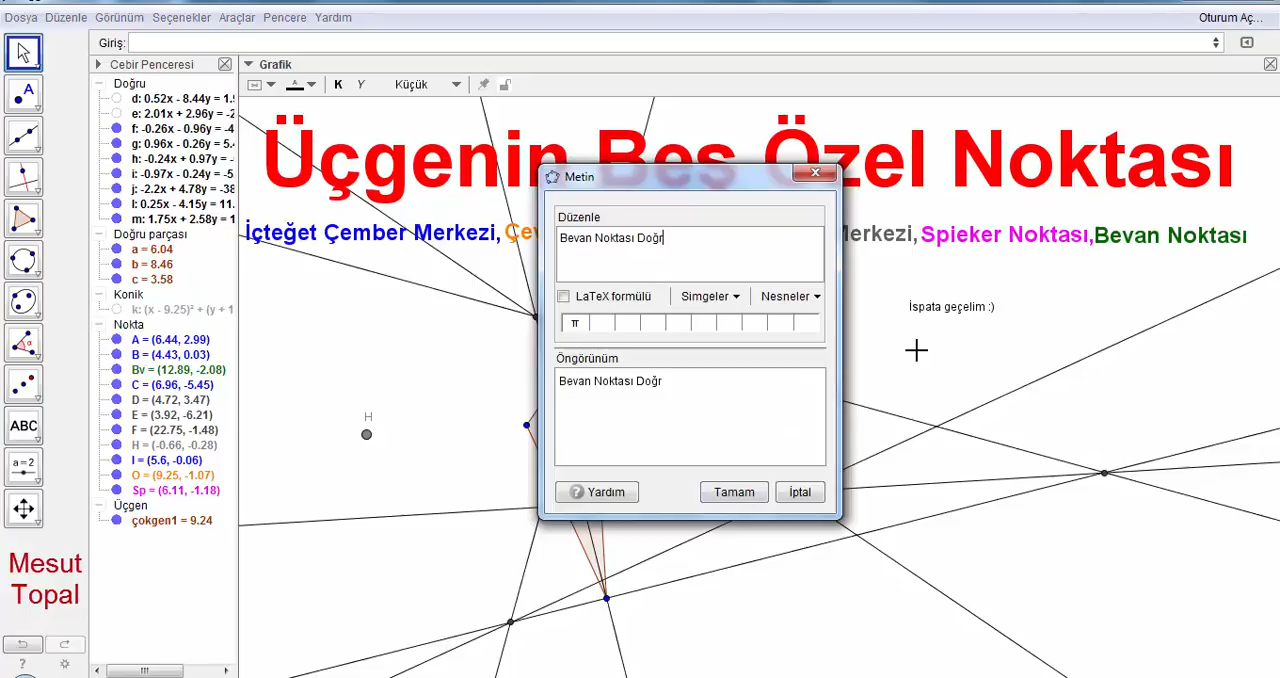 Dosya Düzenle Görünüm Seçenekler Araçlar Pencere Yardım Oturum Aç...
Giriş:
Cebir Penceresi
Grafik
K Y Küçük
Doğru
d: 0.52x - 8.44y = 1.
e: 2.01x + 2.96y = -2
f: -0.26x - 0.96y = -4
g: 0.96x - 0.26y = 5.
h: -0.24x + 0.97y = -
i: -0.97x - 0.24y = -5
j: -2.2x + 4.78y = -38
l: 0.25x - 4.15y = 11.
m: 1.75x + 2.58y = 1
Doğru parçası
a = 6.04
b = 8.46
c = 3.58
Konik
k: (x - 9.25)² + (y + 1
Nokta
A = (6.44, 2.99)
B = (4.43, 0.03)
Bv = (12.89, -2.08)
C = (6.96, -5.45)
D = (4.72, 3.47)
E = (3.92, -6.21)
F = (22.75, -1.48)
H = (-0.66, -0.28)
I = (5.6, -0.06)
O = (9.25, -1.07)
Sp = (6.11, -1.18)
Üçgen
çokgen1 = 9.24
A
α
ABC
a=2
Mesut
Topal
?
Üçgenin Beş Özel Noktası
İçteğet Çember Merkezi, Çev
Merkezi, Spieker Noktası, Bevan Noktası
İspata geçelim :)
H
Metin
Düzenle
Bevan Noktası Doğr
LaTeX formülü Simgeler Nesneler
π
Öngörünüm
Bevan Noktası Doğr
? Yardım Tamam İptal